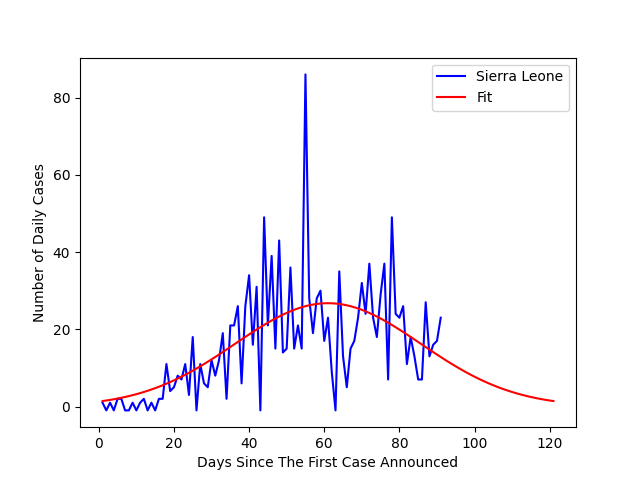 Sierra Leone
Fit
80
60
40
20
0
Number of Daily Cases
0 20 40 60 80 100 120
Days Since The First Case Announced